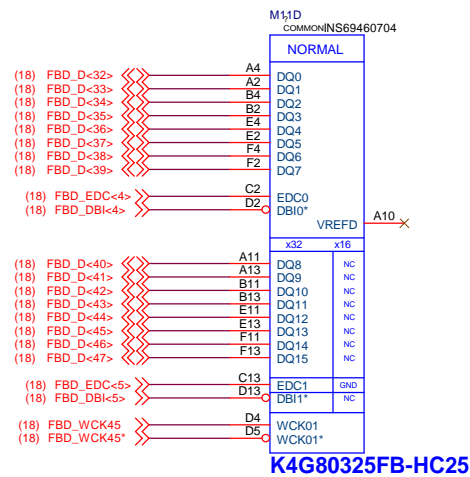 M11D
?
COMMON INS69460704
NORMAL
(18) FBD_D<32> A4 DQ0
(18) FBD_D<33> A2 DQ1
(18) FBD_D<34> B4 DQ2
(18) FBD_D<35> B2 DQ3
(18) FBD_D<36> E4 DQ4
(18) FBD_D<37> E2 DQ5
(18) FBD_D<38> F4 DQ6
(18) FBD_D<39> F2 DQ7
(18) FBD_EDC<4> C2 EDC0
(18) FBD_DBI<4> D2 DBI0*
VREFD A10
x32 x16
(18) FBD_D<40> A11 DQ8 NC
(18) FBD_D<41> A13 DQ9 NC
(18) FBD_D<42> B11 DQ10 NC
(18) FBD_D<43> B13 DQ11 NC
(18) FBD_D<44> E11 DQ12 NC
(18) FBD_D<45> E13 DQ13 NC
(18) FBD_D<46> F11 DQ14 NC
(18) FBD_D<47> F13 DQ15 NC
(18) FBD_EDC<5> C13 EDC1 GND
(18) FBD_DBI<5> D13 DBI1* NC
(18) FBD_WCK45 D4 WCK01
(18) FBD_WCK45* D5 WCK01*
K4G80325FB-HC25